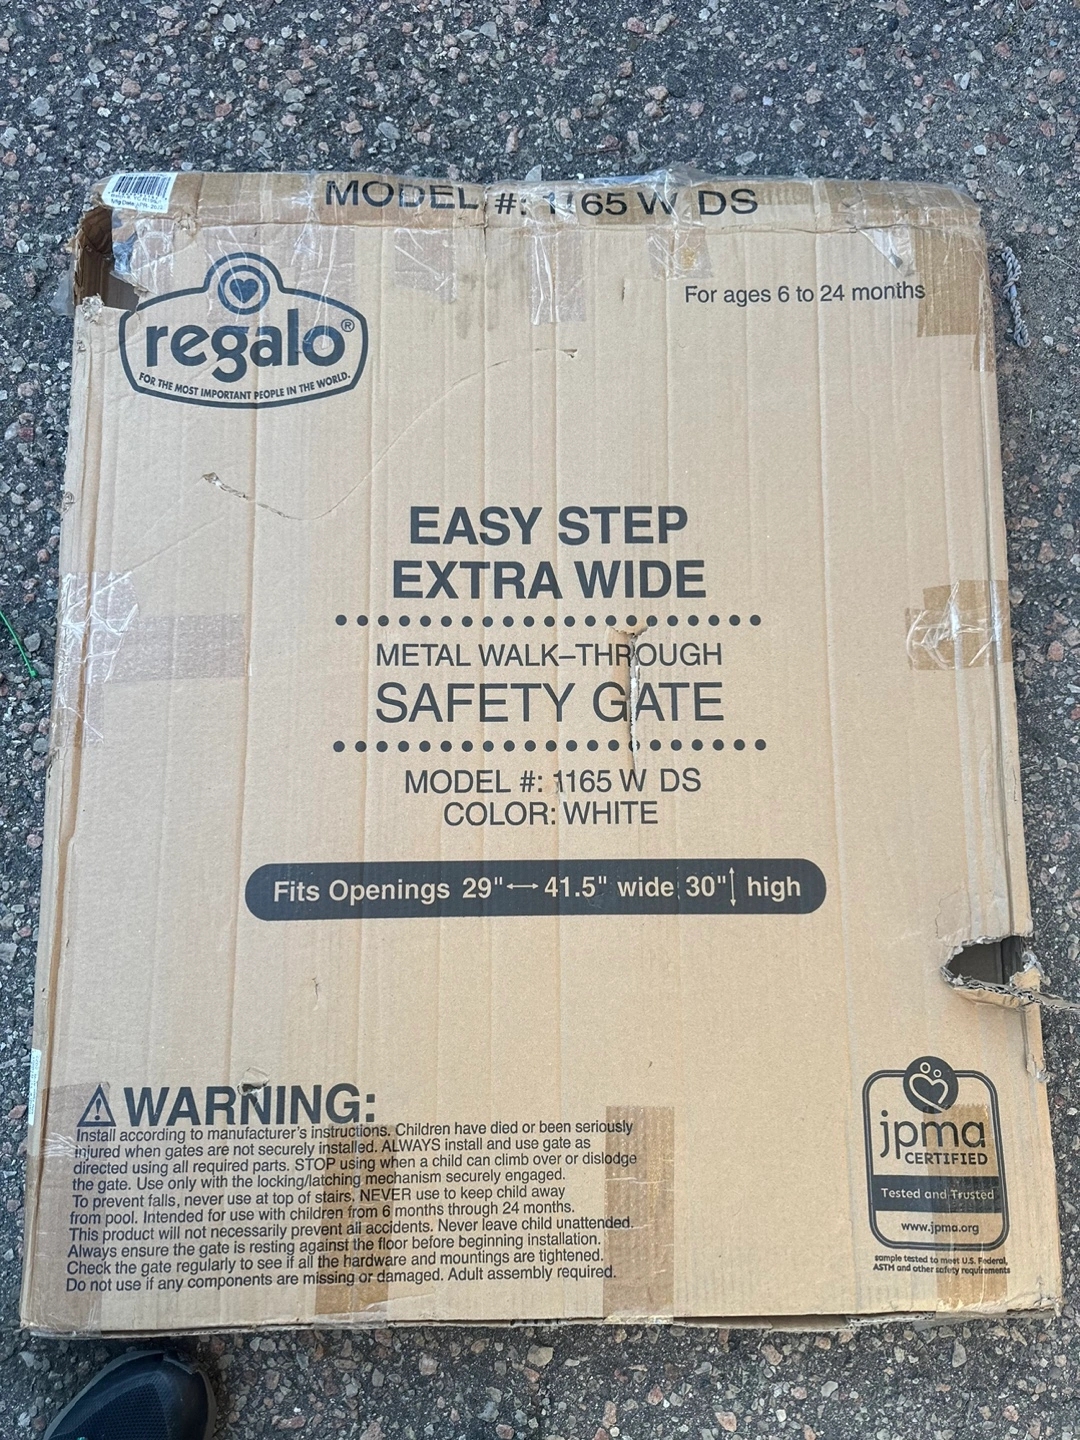 MODEL #: 1165 W DS
regalo®
FOR THE MOST IMPORTANT PEOPLE IN THE WORLD.
For ages 6 to 24 months
EASY STEP
EXTRA WIDE
METAL WALK–THROUGH
SAFETY GATE
MODEL #: 1165 W DS
COLOR: WHITE
Fits Openings 29"↔41.5" wide 30"↕ high
WARNING:
Install according to manufacturer's instructions. Children have died or been seriously
injured when gates are not securely installed. ALWAYS install and use gate as
directed using all required parts. STOP using when a child can climb over or dislodge
the gate. Use only with the locking/latching mechanism securely engaged.
To prevent falls, never use at top of stairs. NEVER use to keep child away
from pool. Intended for use with children from 6 months through 24 months.
This product will not necessarily prevent all accidents. Never leave child unattended.
Always ensure the gate is resting against the floor before beginning installation.
Check the gate regularly to see if all the hardware and mountings are tightened.
Do not use if any components are missing or damaged. Adult assembly required.
jpma
CERTIFIED
Tested and Trusted
www.jpma.org
sample tested to meet U.S. Federal,
ASTM and other safety requirements